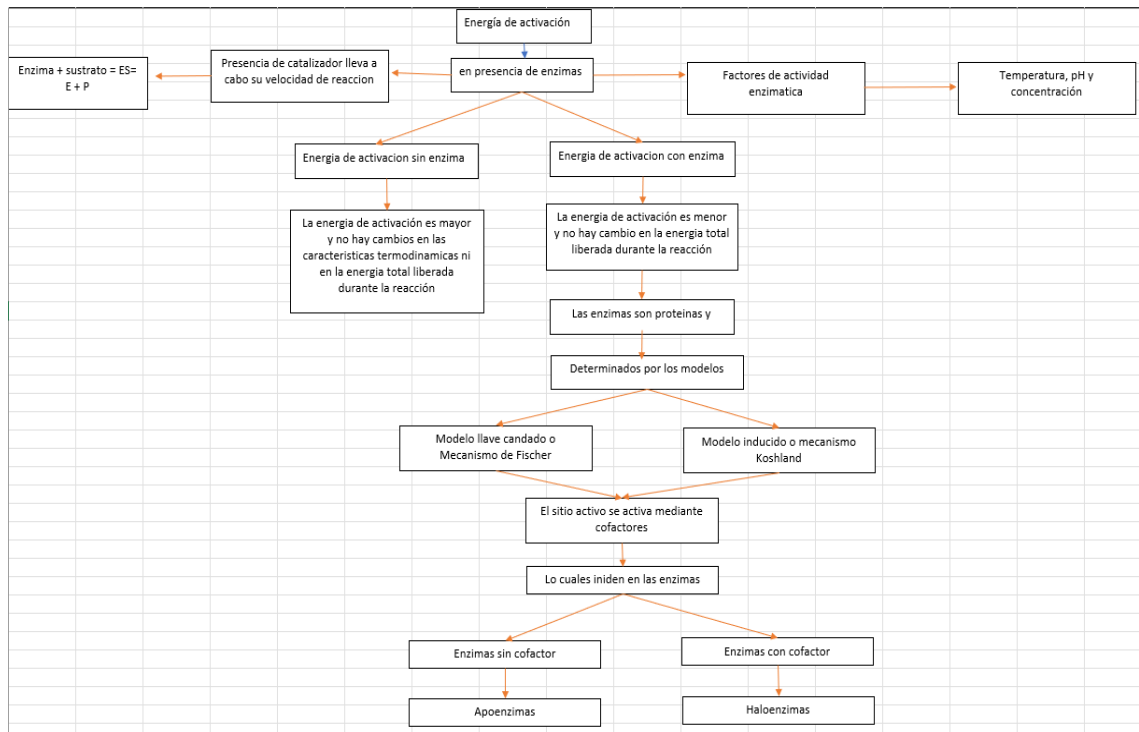 Energía de activación
Enzima + sustrato = ES=
E + P
Presencia de catalizador lleva a
cabo su velocidad de reaccion
en presencia de enzimas
Factores de actividad
enzimatica
Temperatura, pH y
concentración
Energia de activacion sin enzima
Energia de activacion con enzima
La energia de activación es mayor
y no hay cambios en las
caracteristicas termodinamicas ni
en la energia total liberada
durante la reacción
La energia de activación es menor
y no hay cambio en la energia total
liberada durante la reacción
Las enzimas son proteinas y
Determinados por los modelos
Modelo llave candado o
Mecanismo de Fischer
Modelo inducido o mecanismo
Koshland
El sitio activo se activa mediante
cofactores
Lo cuales iniden en las enzimas
Enzimas sin cofactor
Enzimas con cofactor
Apoenzimas
Haloenzimas